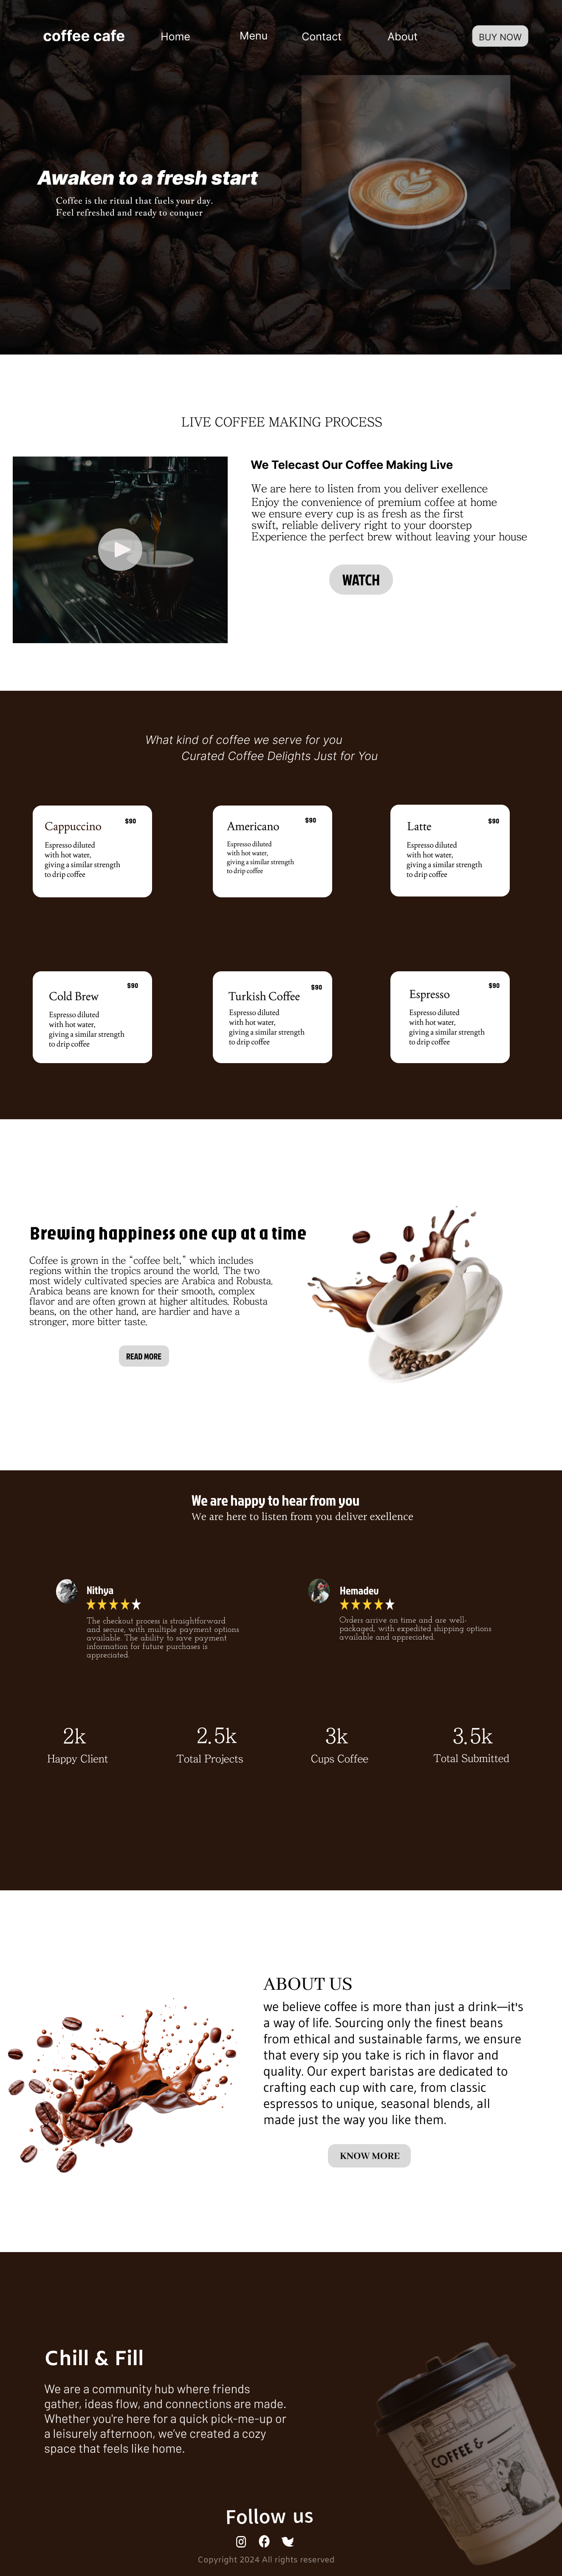 coffee cafe
Home
Menu
Contact
About
BUY NOW
Awaken to a fresh start
Coffee is the ritual that fuels your day.
Feel refreshed and ready to conquer
LIVE COFFEE MAKING PROCESS
We Telecast Our Coffee Making Live
We are here to listen from you deliver exellence
Enjoy the convenience of premium coffee at home
we ensure every cup is as fresh as the first
swift, reliable delivery right to your doorstep
Experience the perfect brew without leaving your house
WATCH
What kind of coffee we serve for you
Curated Coffee Delights Just for You
Cappuccino
$90
Espresso diluted
with hot water,
giving a similar strength
to drip coffee
Americano
$90
Espresso diluted
with hot water,
giving a similar strength
to drip coffee
Latte
$90
Espresso diluted
with hot water,
giving a similar strength
to drip coffee
Cold Brew
$90
Espresso diluted
with hot water,
giving a similar strength
to drip coffee
Turkish Coffee
$90
Espresso diluted
with hot water,
giving a similar strength
to drip coffee
Espresso
$90
Espresso diluted
with hot water,
giving a similar strength
to drip coffee
Brewing happiness one cup at a time
Coffee is grown in the “coffee belt,” which includes
regions within the tropics around the world. The two
most widely cultivated species are Arabica and Robusta.
Arabica beans are known for their smooth, complex
flavor and are often grown at higher altitudes. Robusta
beans, on the other hand, are hardier and have a
stronger, more bitter taste.
READ MORE
We are happy to hear from you
We are here to listen from you deliver exellence
Nithya
The checkout process is straightforward
and secure, with multiple payment options
available. The ability to save payment
information for future purchases is
appreciated.
Hemadev
Orders arrive on time and are well-
packaged, with expedited shipping options
available and appreciated.
2k
Happy Client
2.5k
Total Projects
3k
Cups Coffee
3.5k
Total Submitted
ABOUT US
we believe coffee is more than just a drink—it's
a way of life. Sourcing only the finest beans
from ethical and sustainable farms, we ensure
that every sip you take is rich in flavor and
quality. Our expert baristas are dedicated to
crafting each cup with care, from classic
espressos to unique, seasonal blends, all
made just the way you like them.
KNOW MORE
Chill & Fill
We are a community hub where friends
gather, ideas flow, and connections are made.
Whether you're here for a quick pick-me-up or
a leisurely afternoon, we've created a cozy
space that feels like home.
COFFEE &
Follow us
Copyright 2024 All rights reserved